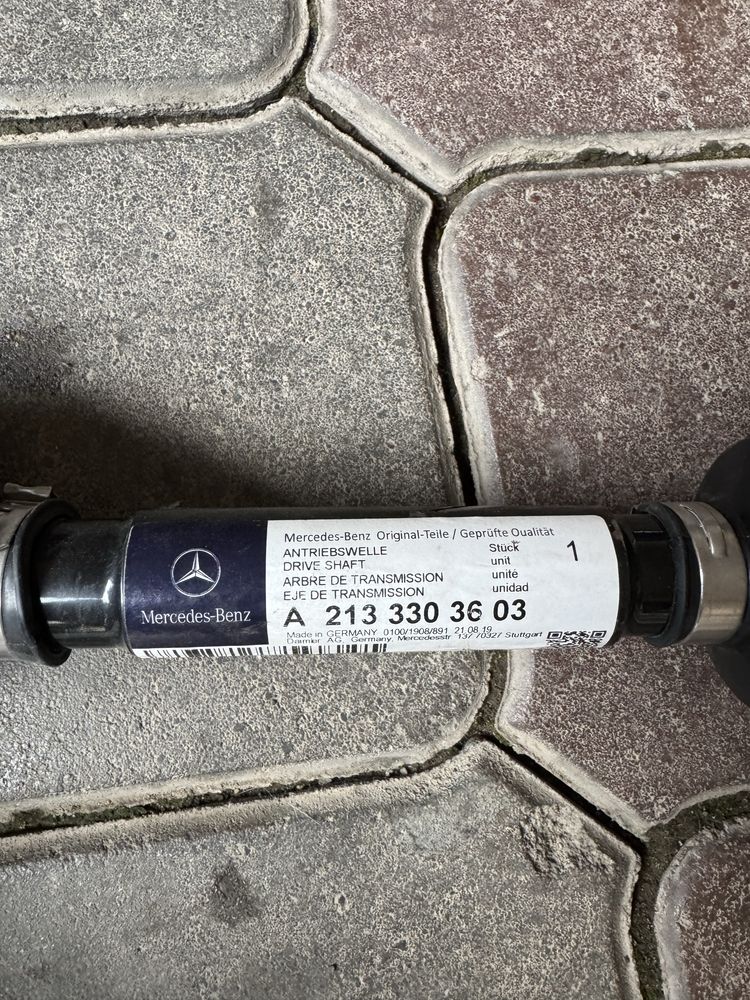 Mercedes-Benz
Mercedes-Benz Original-Teile / Geprüfte Qualität
ANTRIEBSWELLE
DRIVE SHAFT
ARBRE DE TRANSMISSION
EJE DE TRANSMISSION
Stück
unit
unité
unidad
1
A 213 330 36 03
Made in GERMANY 0100/1908/891 21.08.19
Daimler AG, Germany, Mercedesstr. 137 70327 Stuttgart